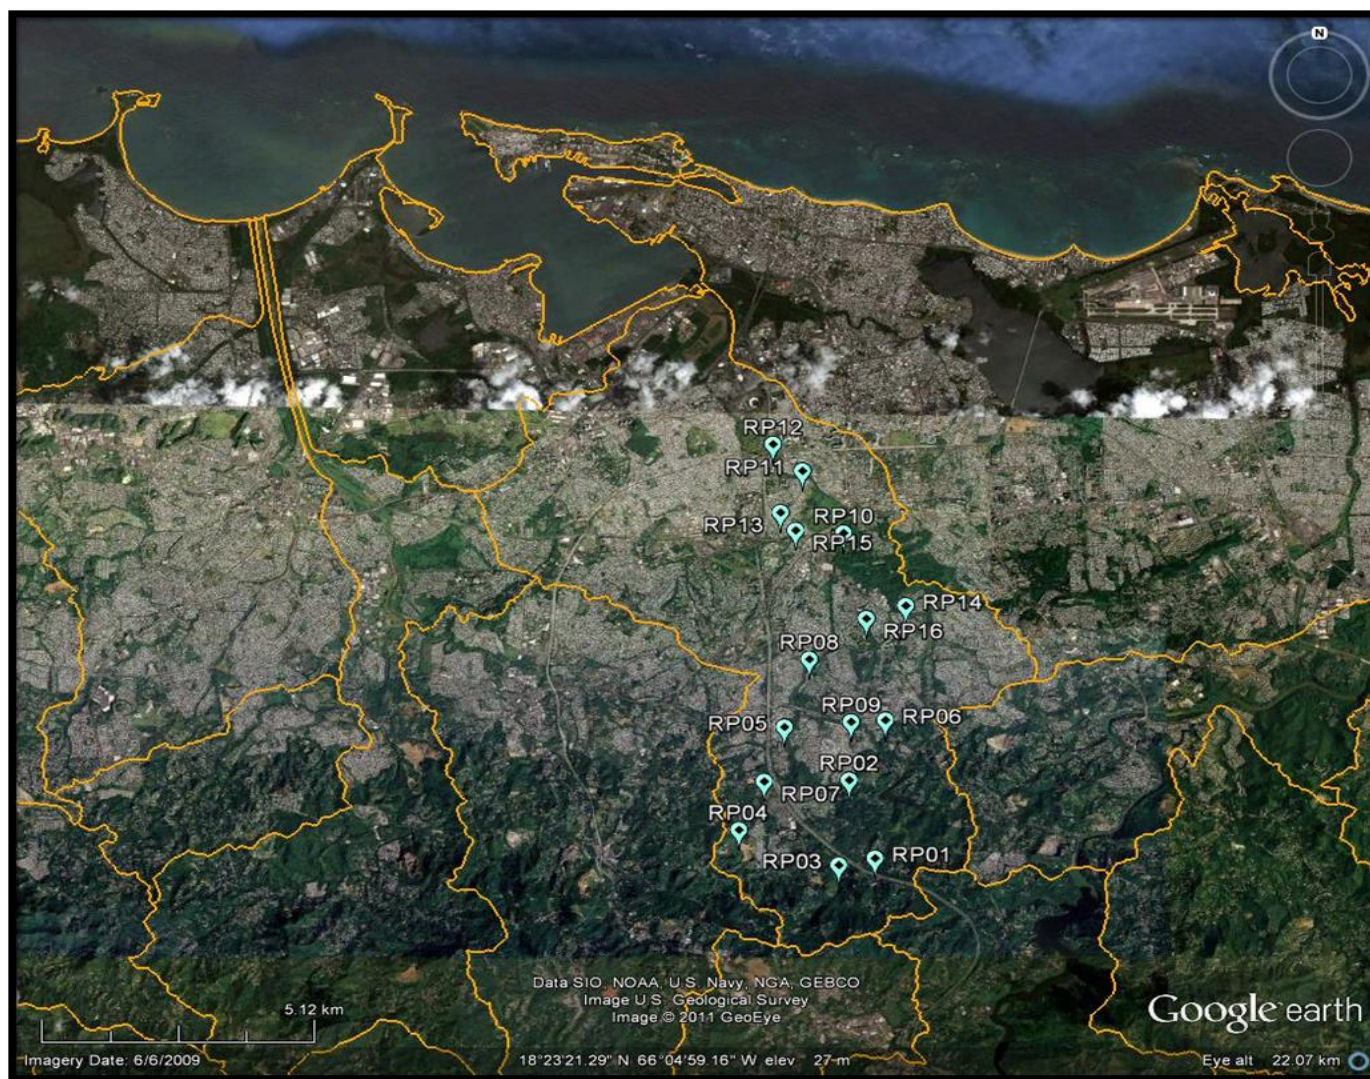 N
RP12
RP11
RP10
RP13
RP15
RP14
RP16
RP08
RP09
RP06
RP05
RP02
RP07
RP04
RP01
RP03
Data SIO, NOAA, U.S. Navy, NGA, GEBCO
Image U.S. Geological Survey
Image © 2011 GeoEye
Google earth
5.12 km
Imagery Date: 6/6/2009
18°23'21.29" N 66°04'59.16" W elev 27 m
Eye alt 22.07 km